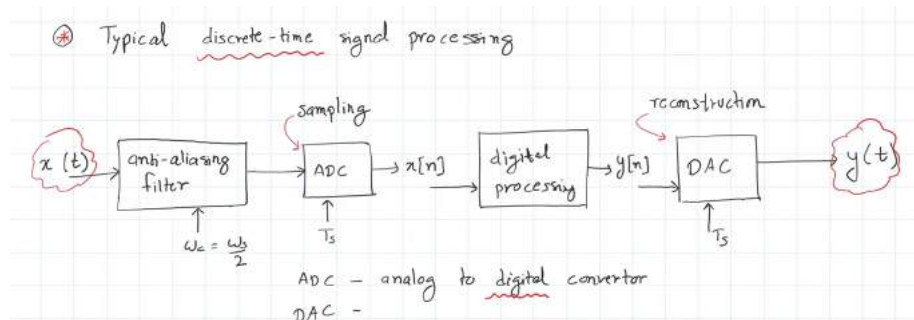 ⊛ Typical discrete-time signal processing
sampling
reconstruction
x(t)
anti-aliasing
filter
ADC
x[n]
digital
processing
y[n]
DAC
y(t)
ωc = ωs/2
Ts
Ts
ADC - analog to digital convertor
DAC -